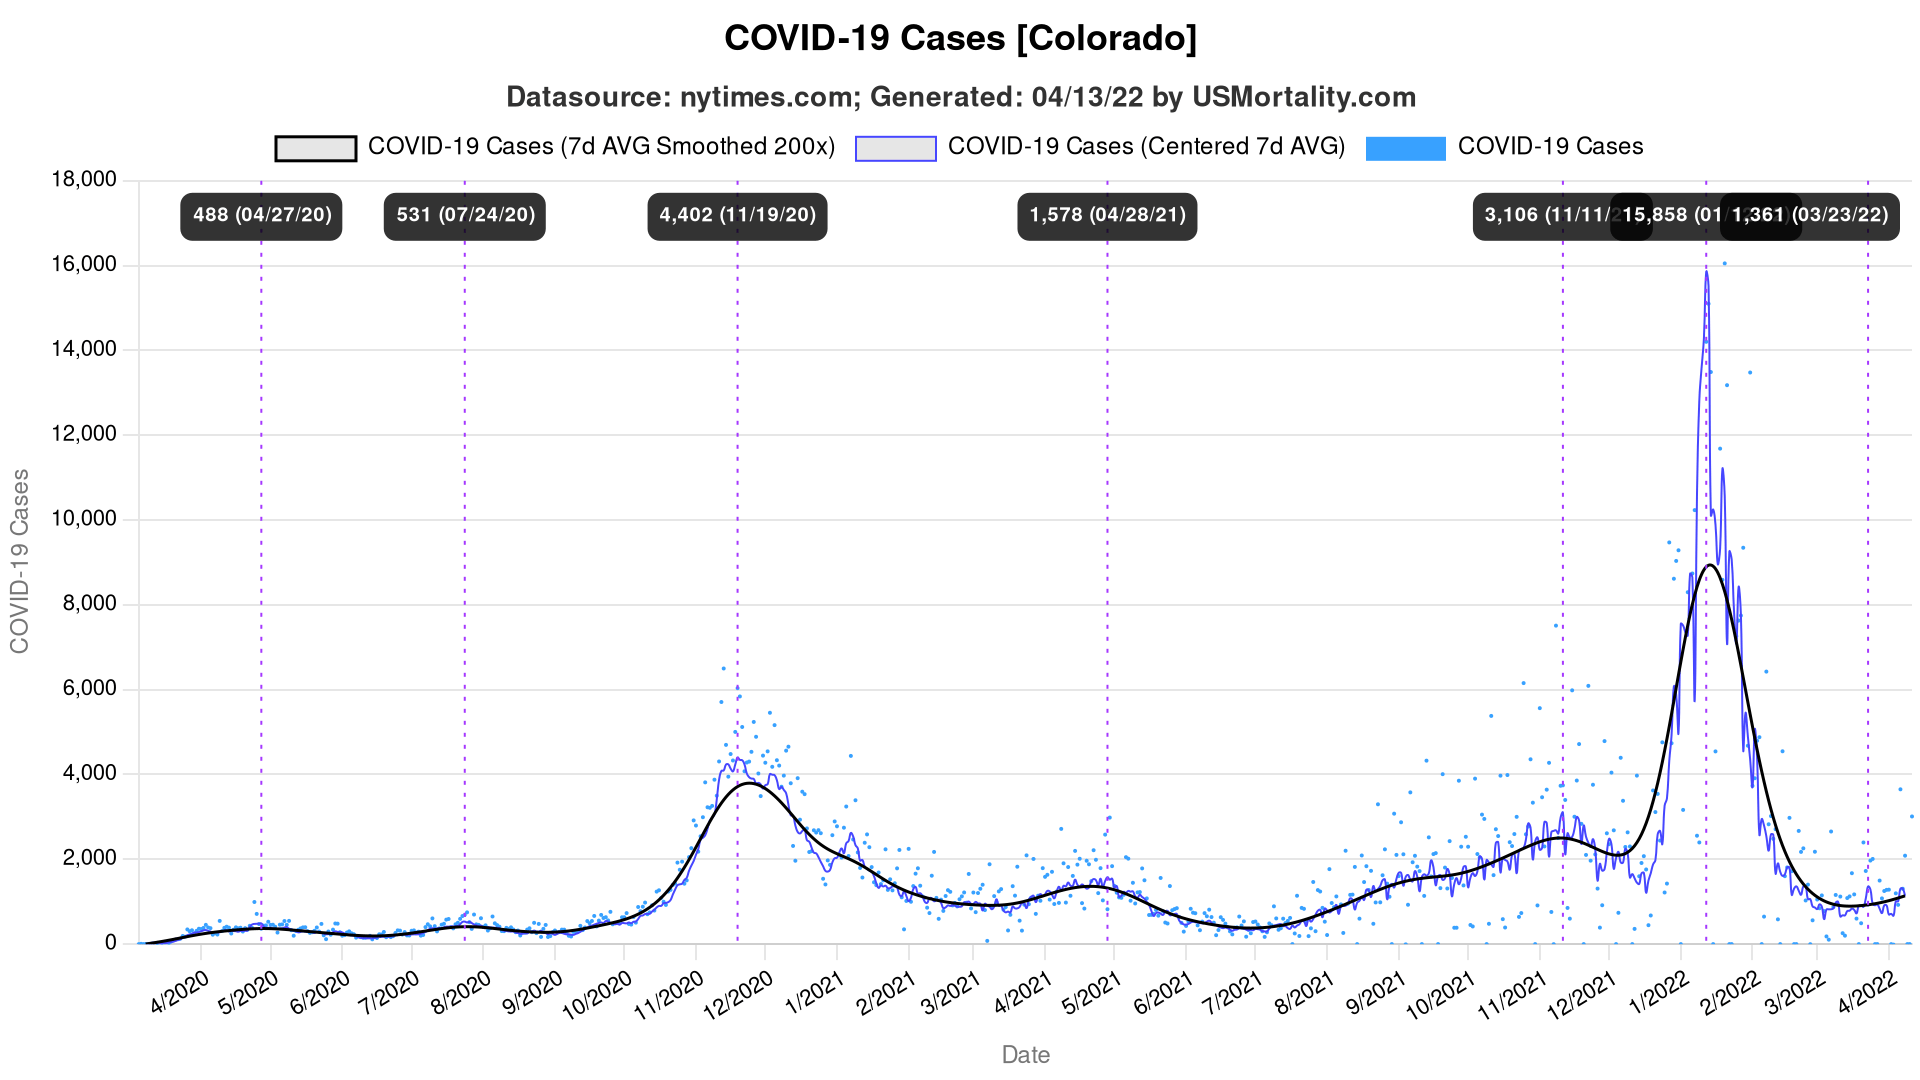 COVID-19 Cases [Colorado]
Datasource: nytimes.com; Generated: 04/13/22 by USMortality.com
COVID-19 Cases (7d AVG Smoothed 200x) COVID-19 Cases (Centered 7d AVG) COVID-19 Cases
18,000
488 (04/27/20) 531 (07/24/20) 4,402 (11/19/20) 1,578 (04/28/21) 3,106 (11/11/ 15,858 (01/ 1,361 (03/23/22)
16,000
14,000
12,000
10,000
8,000
6,000
4,000
2,000
0
COVID-19 Cases
4/2020 5/2020 6/2020 7/2020 8/2020 9/2020 10/2020 11/2020 12/2020 1/2021 2/2021 3/2021 4/2021 5/2021 6/2021 7/2021 8/2021 9/2021 10/2021 11/2021 12/2021 1/2022 2/2022 3/2022 4/2022
Date